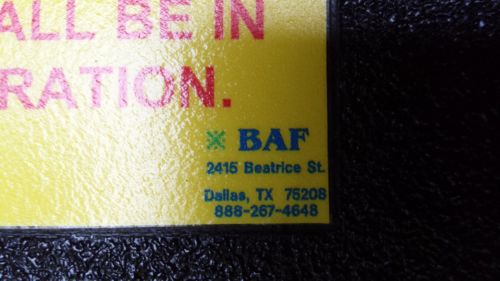 ALL BE IN
RATION.
BAF
2415 Beatrice St.
Dallas, TX 75208
888-267-4648